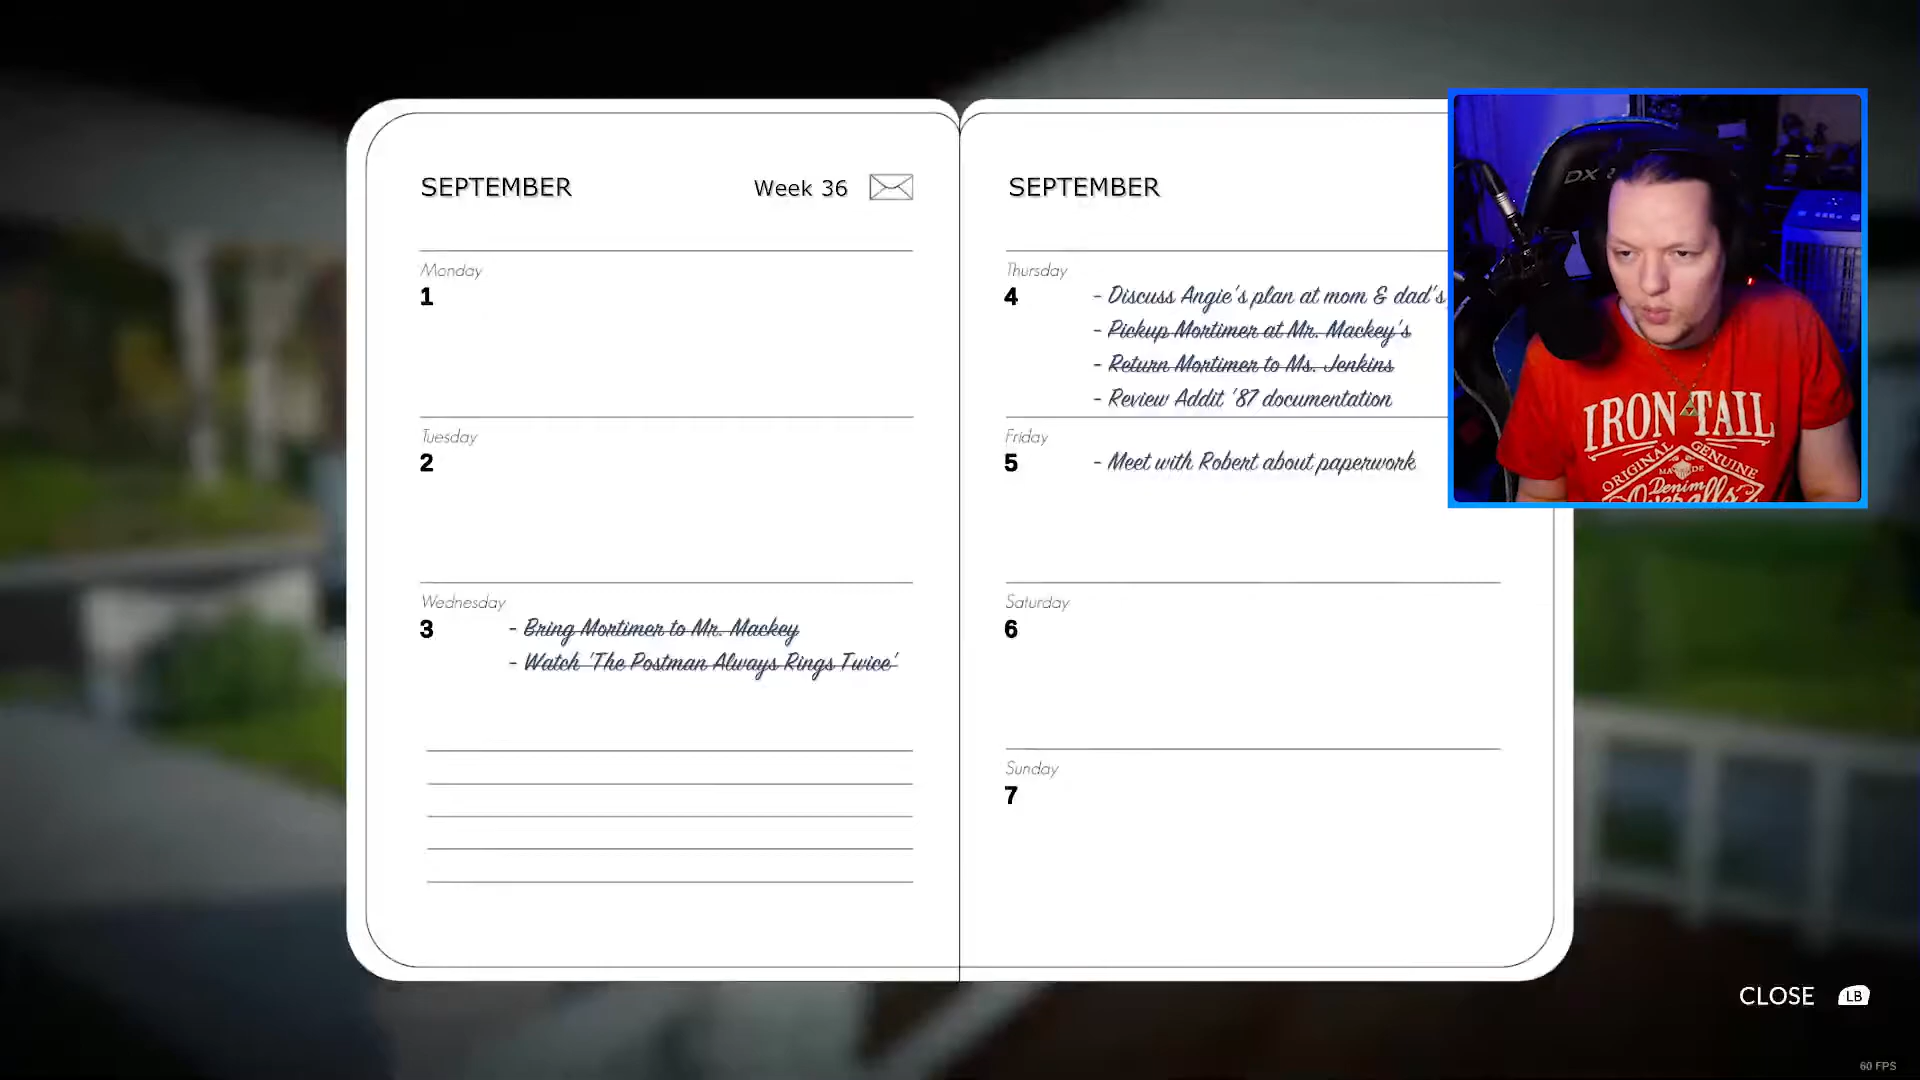 SEPTEMBER
Week 36
Monday
1
Tuesday
2
Wednesday
3
- Bring Mortimer to Mr. Mackey
- Watch 'The Postman Always Rings Twice'
SEPTEMBER
Thursday
4
- Discuss Angie's plan at mom & dad's
- Pickup Mortimer at Mr. Mackey's
- Return Mortimer to Ms. Jenkins
- Review Addit '87 documentation
Friday
5
- Meet with Robert about paperwork
Saturday
6
Sunday
7
DX
IRON TAIL
ORIGINAL GENUINE
Denim
Overalls
CLOSE LB
60 FPS